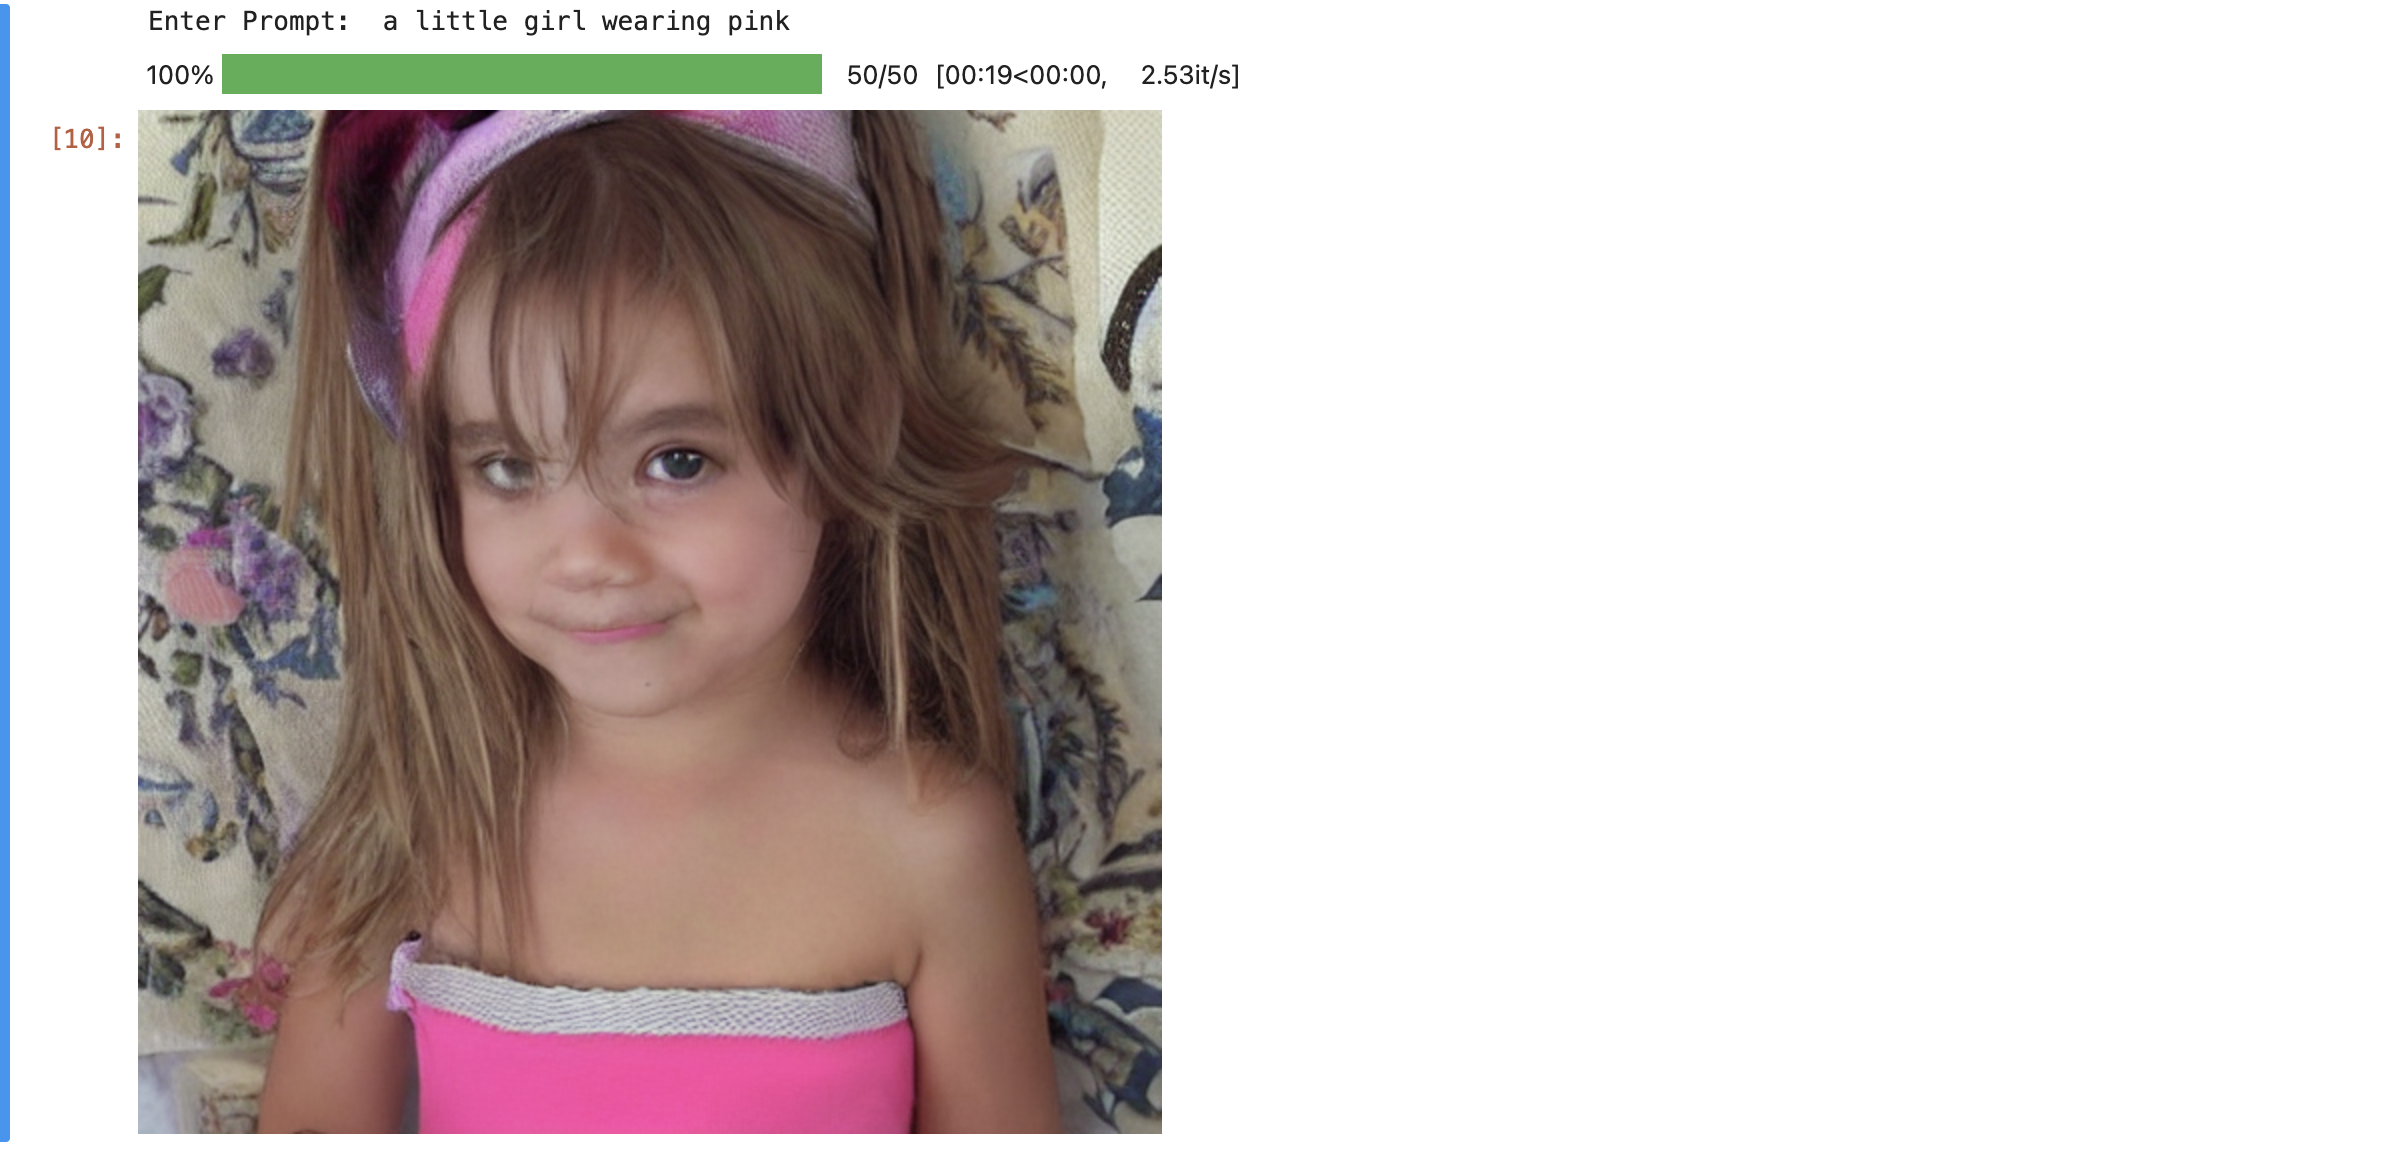 Enter Prompt:  a little girl wearing pink
100% 50/50 [00:19<00:00, 2.53it/s]
[10]: